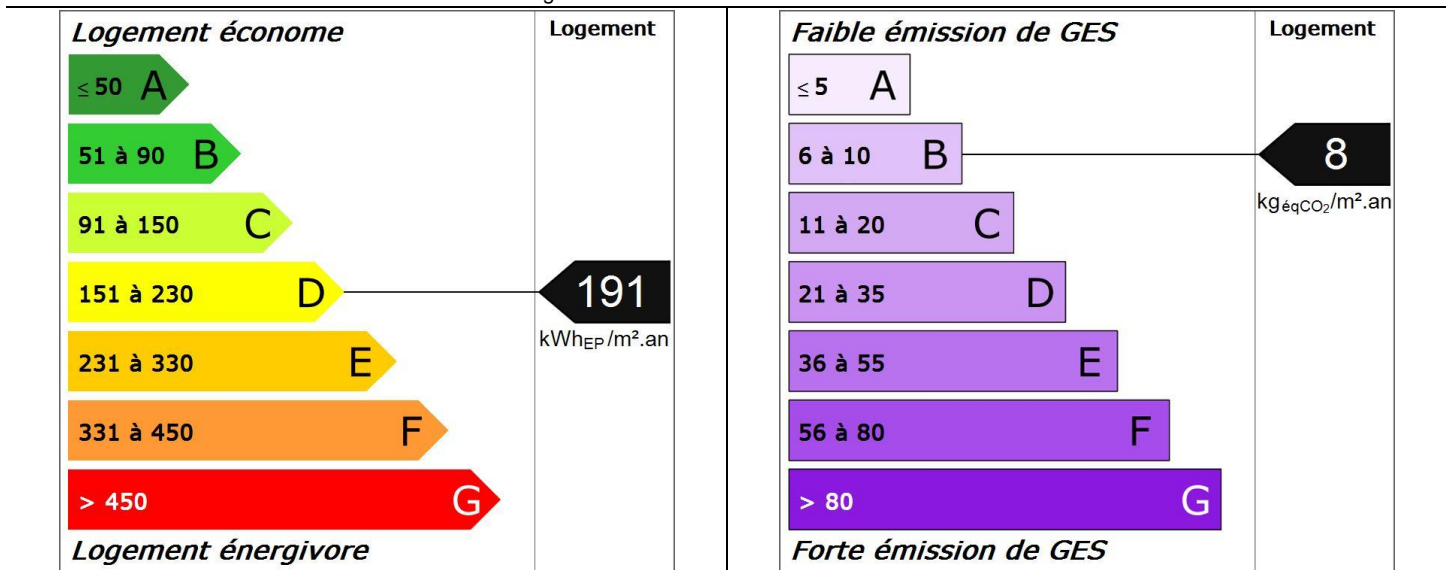 Logement économe
Logement
≤ 50 A
51 à 90 B
91 à 150 C
151 à 230 D
191
kWhEP/m².an
231 à 330 E
331 à 450 F
> 450 G
Logement énergivore
Faible émission de GES
Logement
≤ 5 A
6 à 10 B
8
kgéqCO₂/m².an
11 à 20 C
21 à 35 D
36 à 55 E
56 à 80 F
> 80 G
Forte émission de GES